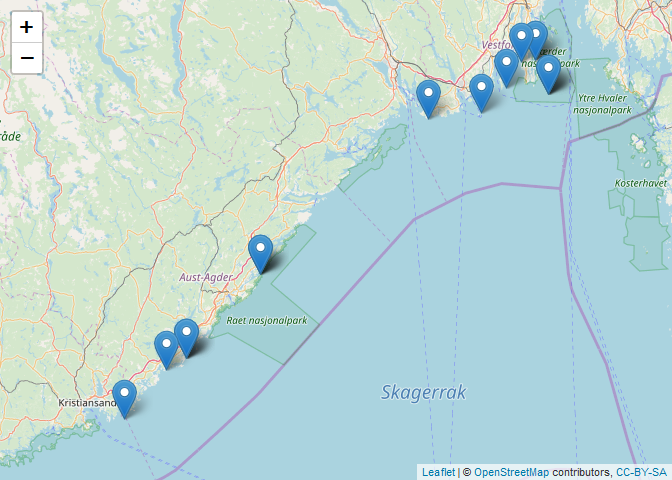 +
−
Vestfo
ærder
nasjonalpark
Ytre Hvaler
nasjonalpark
Kosterhavet
råde
Aust-Agder
Raet nasjonalpark
Kristiansand
Skagerrak
Leaflet | © OpenStreetMap contributors, CC-BY-SA